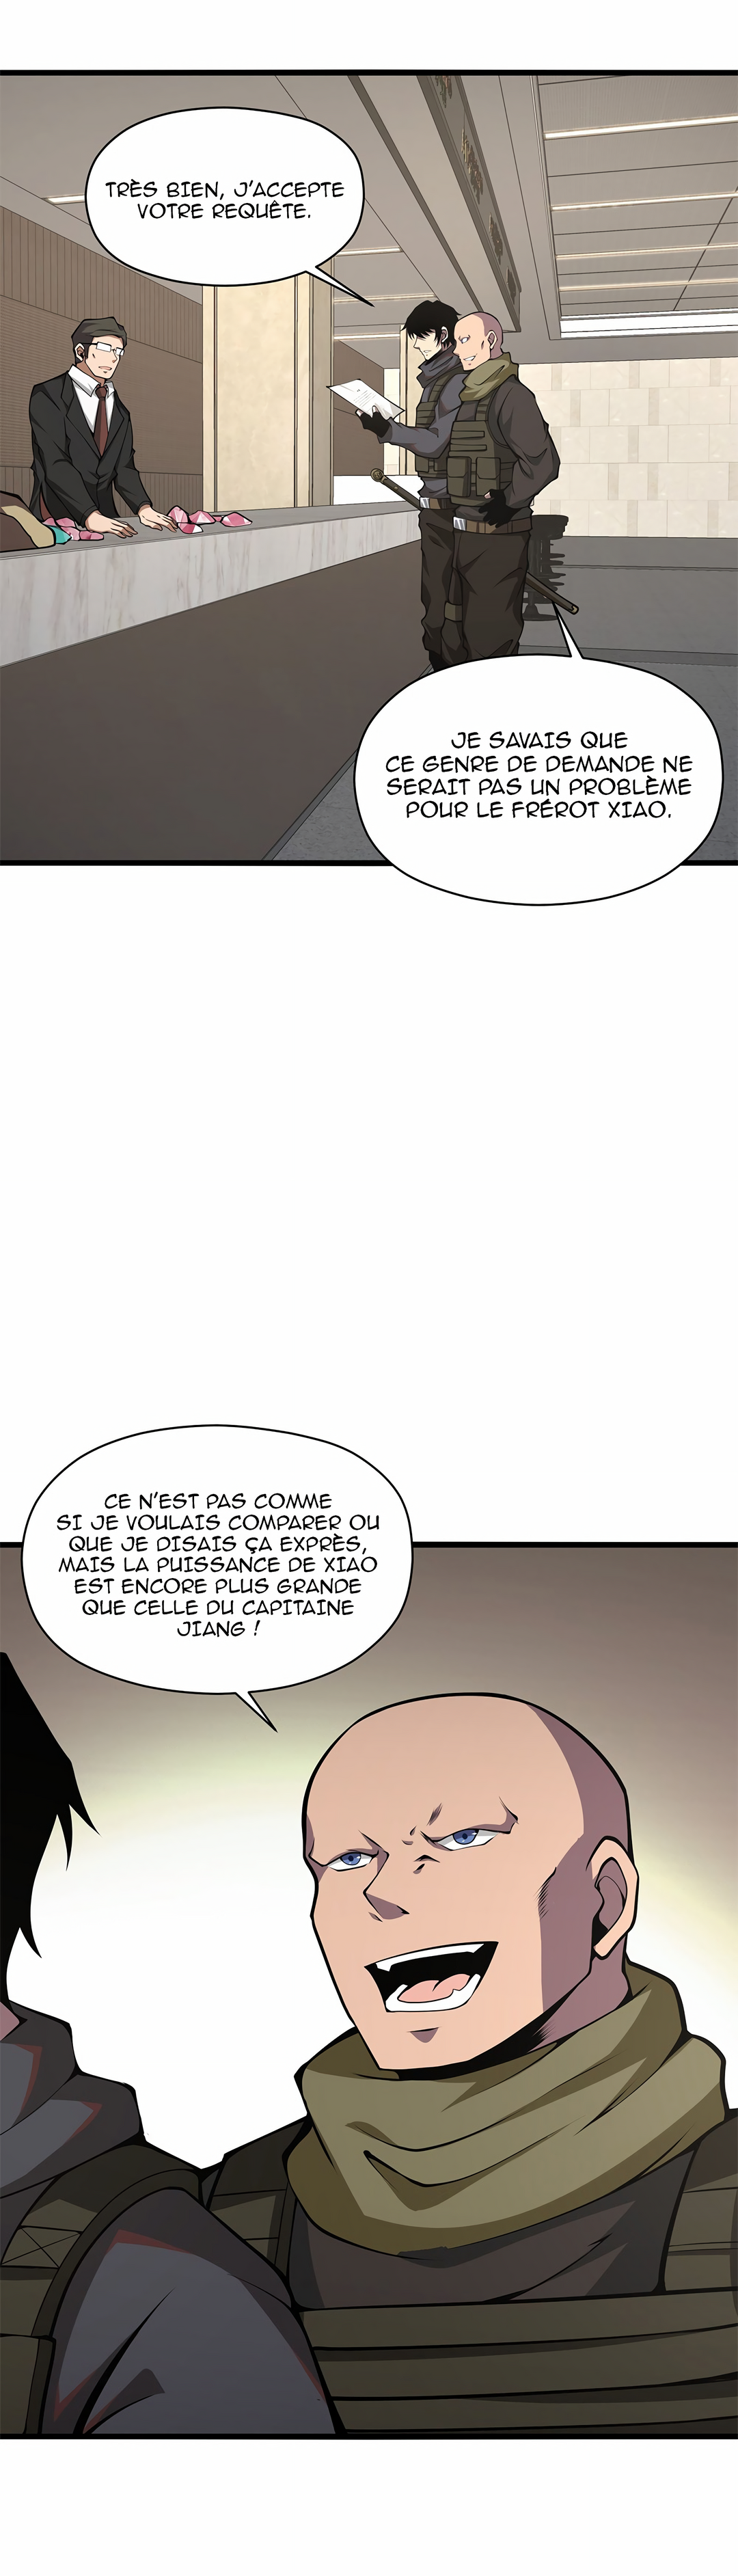 TRÈS BIEN, J'ACCEPTE
VOTRE REQUÊTE.
JE SAVAIS QUE
CE GENRE DE DEMANDE NE
SERAIT PAS UN PROBLÈME
POUR LE FRÉROT XIAO.
CE N'EST PAS COMME
SI JE VOULAIS COMPARER OU
QUE JE DISAIS ÇA EXPRÈS,
MAIS LA PUISSANCE DE XIAO
EST ENCORE PLUS GRANDE
QUE CELLE DU CAPITAINE
JIANG !